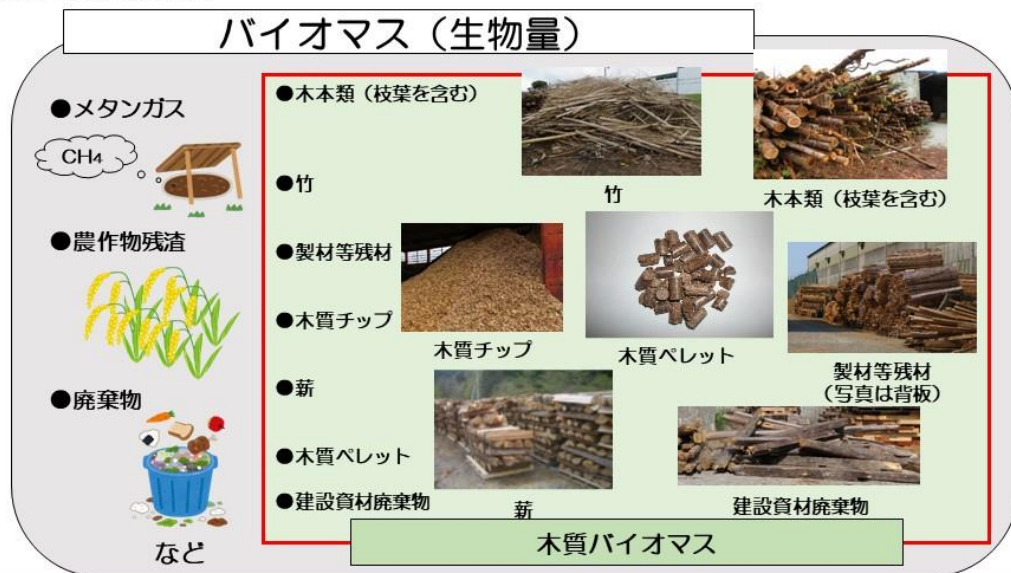 バイオマス（生物量）
●メタンガス
CH4
●農作物残渣
●廃棄物
など
●木本類（枝葉を含む）
●竹
●製材等残材
●木質チップ
●薪
●木質ペレット
●建設資材廃棄物
竹
木本類（枝葉を含む）
木質チップ
木質ペレット
製材等残材
（写真は背板）
薪
建設資材廃棄物
木質バイオマス